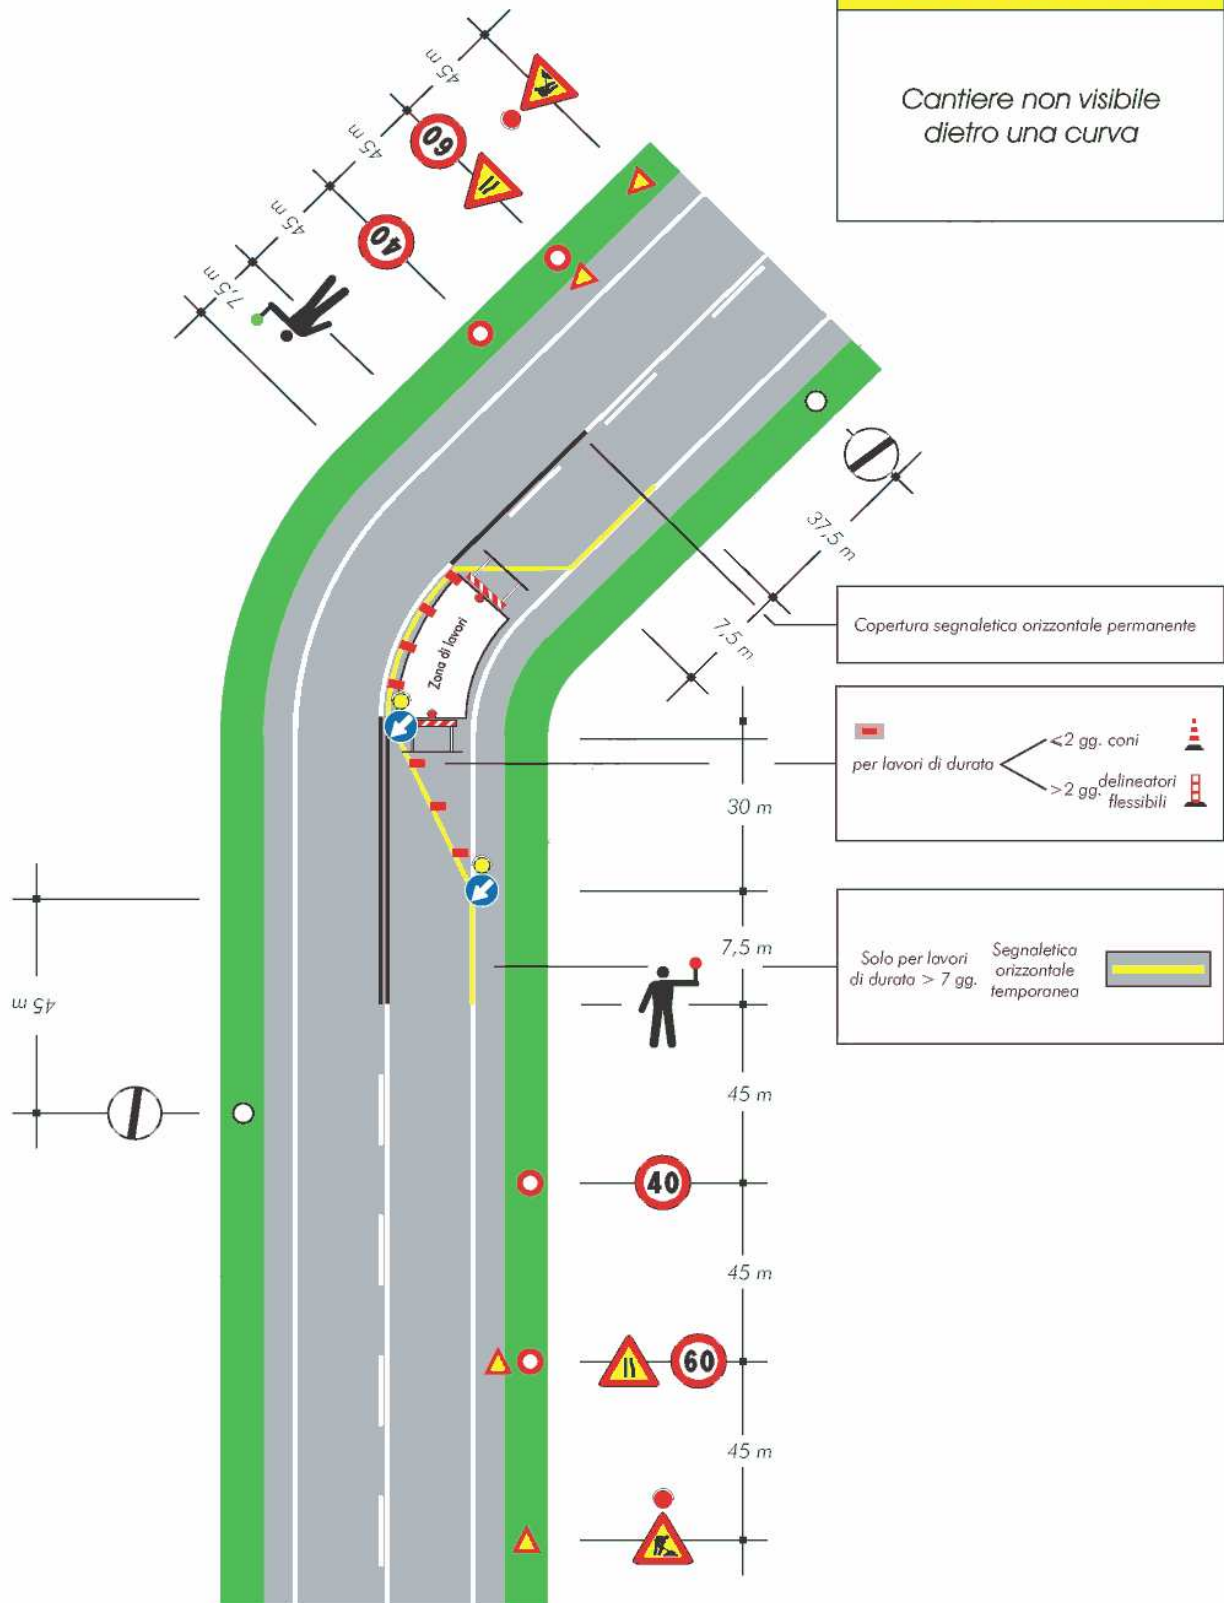 Cantiere non visibile
dietro una curva
45 m
45 m
60
45 m
40
7,5 m
37,5 m
7,5 m
Copertura segnaletica orizzontale permanente
Zona di lavori
per lavori di durata
<2 gg. coni
>2 gg. delineatori
flessibili
30 m
7,5 m
Solo per lavori
di durata > 7 gg.
Segnaletica
orizzontale
temporanea
45 m
45 m
40
45 m
60
45 m